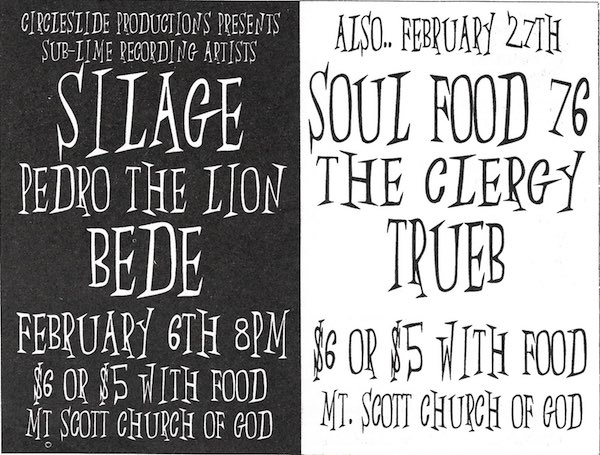 CIRCLESLIDE PRODUCTIONS PRESENTS
SUB-LIME RECORDING ARTISTS
SILAGE
PEDRO THE LION
BEDE
FEBRUARY 6TH 8PM
$6 OR $5 WITH FOOD
MT SCOTT CHURCH OF GOD
ALSO.. FEBRUARY 27TH
SOUL FOOD 76
THE CLERGY
TRUEB
$6 OR $5 WITH FOOD
MT. SCOTT CHURCH OF GOD